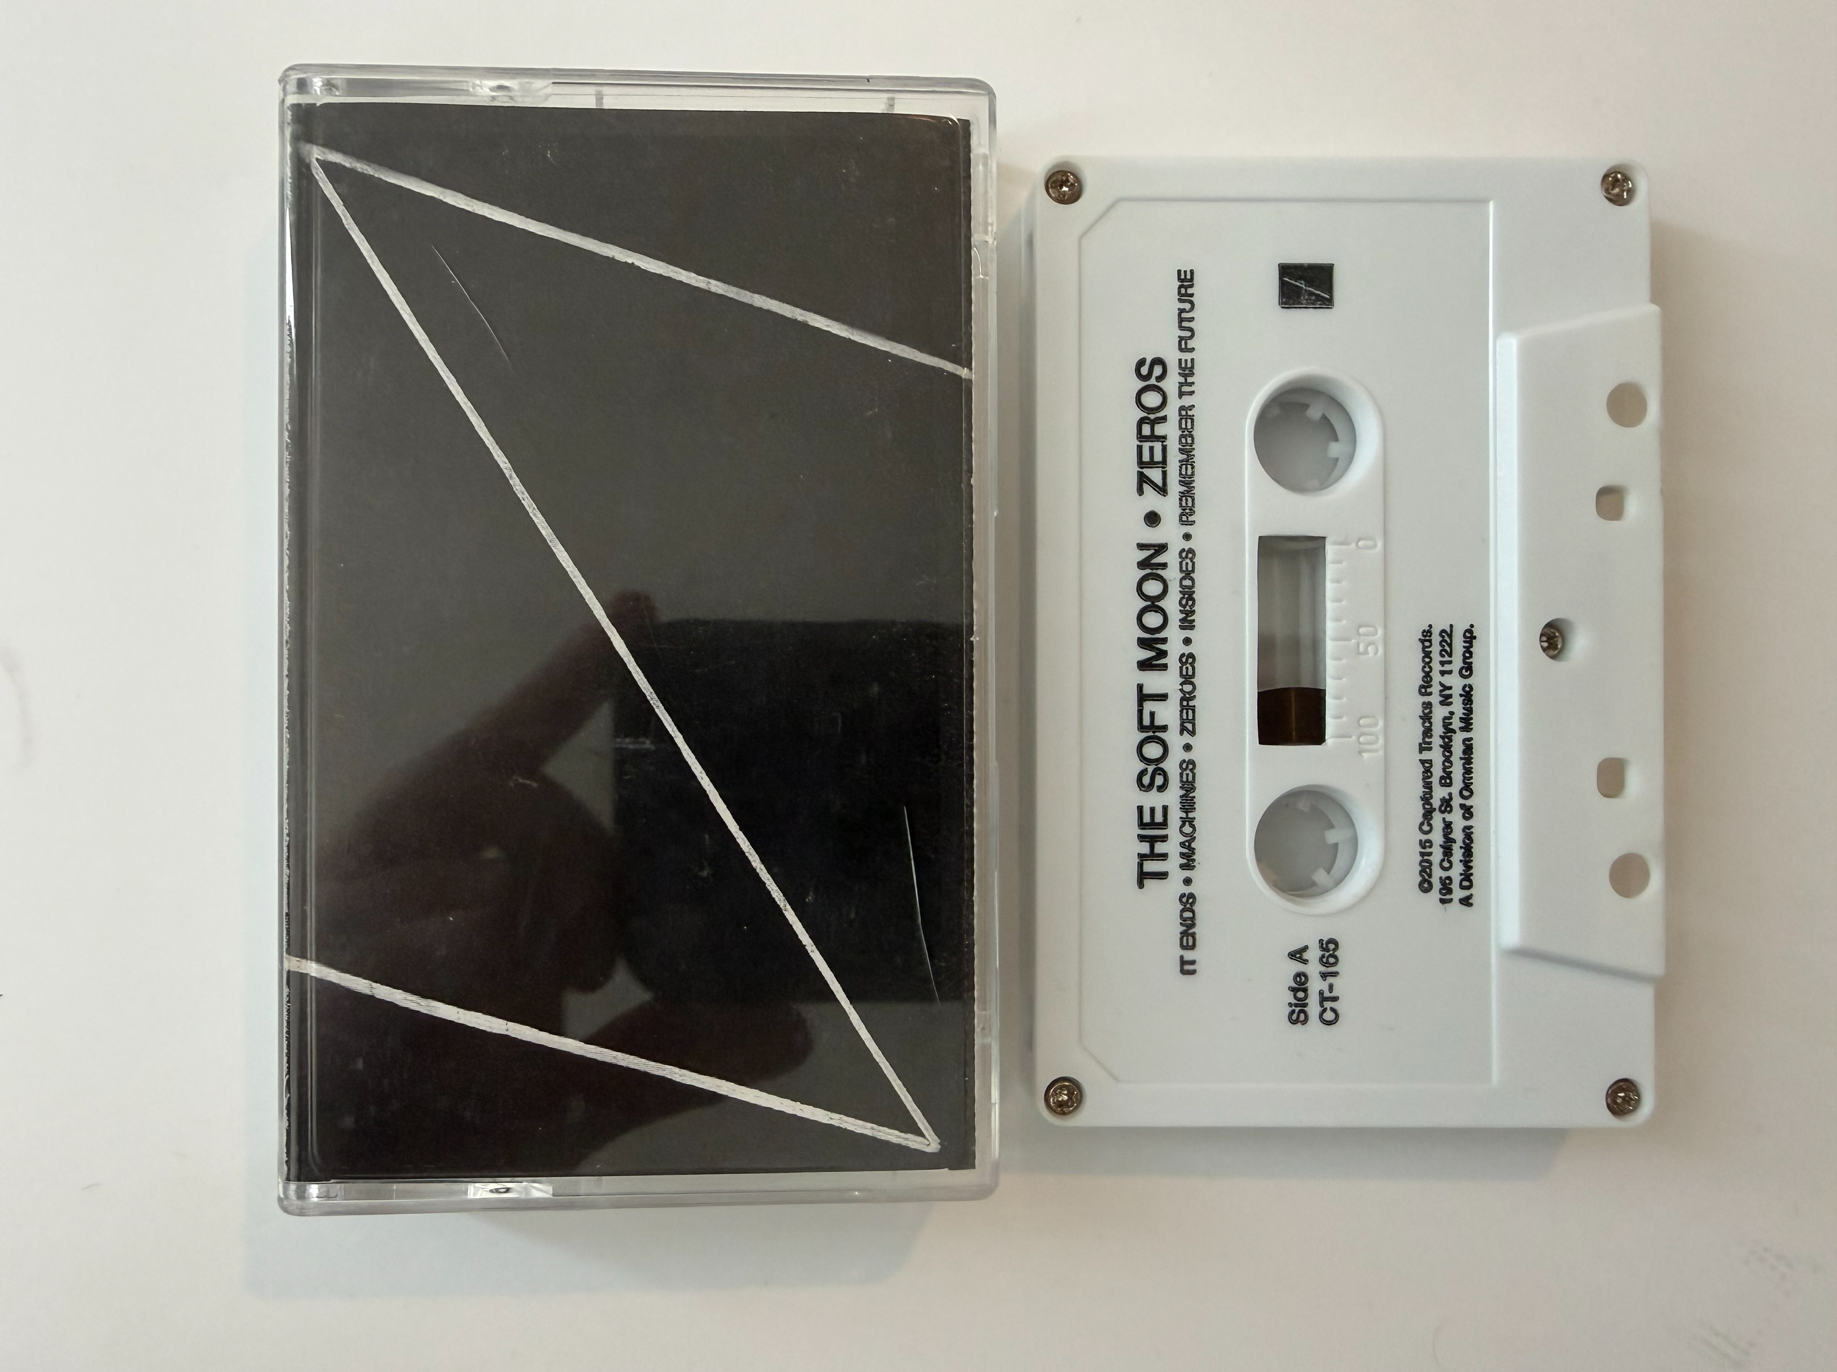 THE SOFT MOON • ZEROS
IT ENDS • MACHINES • ZEROES • INSIDES • REMEMBER THE FUTURE
Side A
CT-165
100 50 0
©2015 Captured Tracks Records.
195 Calyer St. Brooklyn, NY 11222.
A Division of Omnian Music Group.